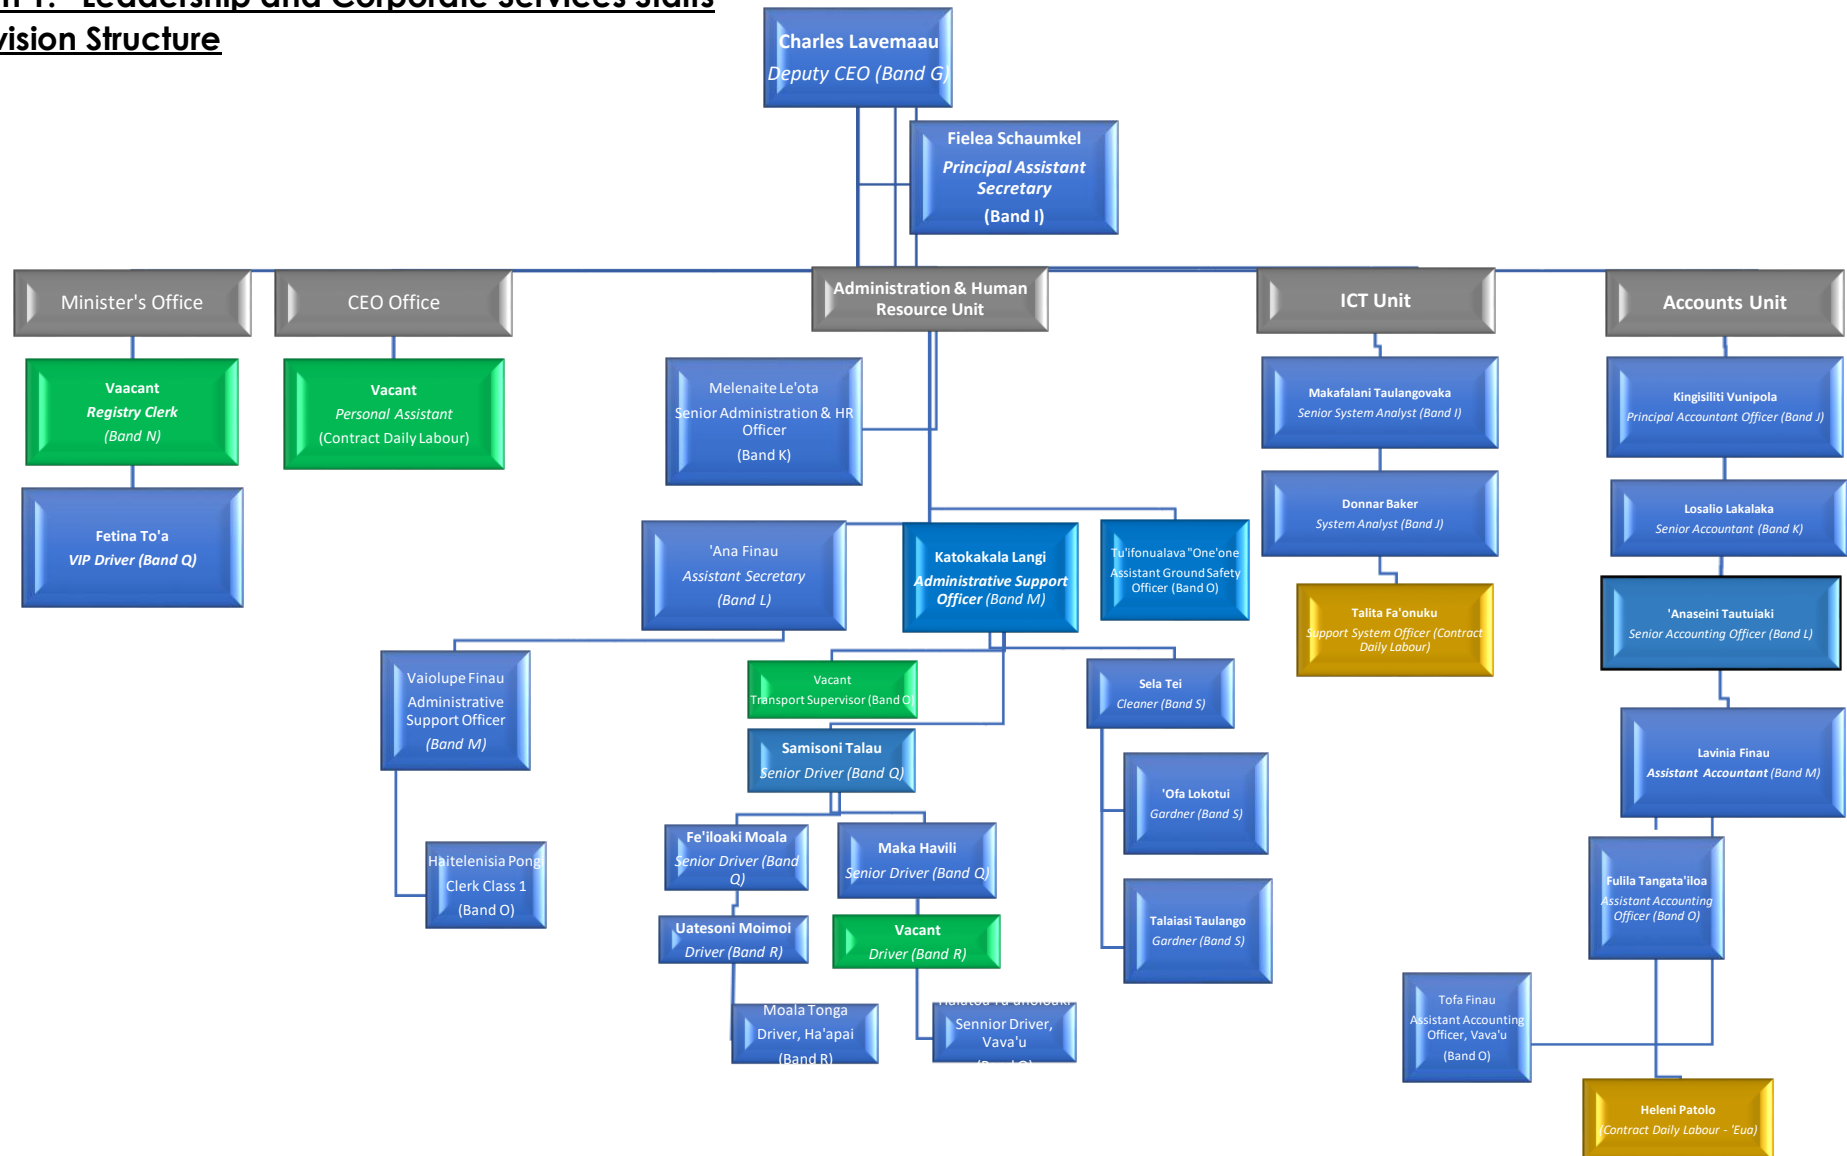 1: Leadership and Corporate Services Staffs
vision Structure
Charles Lavemaau
Deputy CEO (Band G)
Fielea Schaumkel
Principal Assistant
Secretary
(Band I)
Minister's Office
CEO Office
Administration & Human
Resource Unit
ICT Unit
Accounts Unit
Vaacant
Registry Clerk
(Band N)
Vacant
Personal Assistant
(Contract Daily Labour)
Melenaite Le'ota
Senior Administration & HR
Officer
(Band K)
Makafalani Taulangovaka
Senior System Analyst (Band I)
Kingisiliti Vunipola
Principal Accountant Officer (Band J)
Fetina To'a
VIP Driver (Band Q)
'Ana Finau
Assistant Secretary
(Band L)
Katokakala Langi
Administrative Support
Officer (Band M)
Tu'ifonualava "One'one
Assistant Ground Safety
Officer (Band O)
Donnar Baker
System Analyst (Band J)
Losalio Lakalaka
Senior Accountant (Band K)
Talita Fa'onuku
Support System Officer (Contract
Daily Labour)
'Anaseini Tautuiaki
Senior Accounting Officer (Band L)
Vaiolupe Finau
Administrative
Support Officer
(Band M)
Vacant
Transport Supervisor (Band O)
Sela Tei
Cleaner (Band S)
Samisoni Talau
Senior Driver (Band Q)
Lavinia Finau
Assistant Accountant (Band M)
'Ofa Lokotui
Gardner (Band S)
Fe'iloaki Moala
Senior Driver (Band
Q)
Maka Havili
Senior Driver (Band Q)
Haitelenisia Pongi
Clerk Class 1
(Band O)
Fulila Tangata'iloa
Assistant Accounting
Officer (Band O)
Talaiasi Taulango
Gardner (Band S)
Uatesoni Moimoi
Driver (Band R)
Vacant
Driver (Band R)
Moala Tonga
Driver, Ha'apai
(Band R)
Sennior Driver,
Vava'u
Tofa Finau
Assistant Accounting
Officer, Vava'u
(Band O)
Heleni Patolo
(Contract Daily Labour - 'Eua)